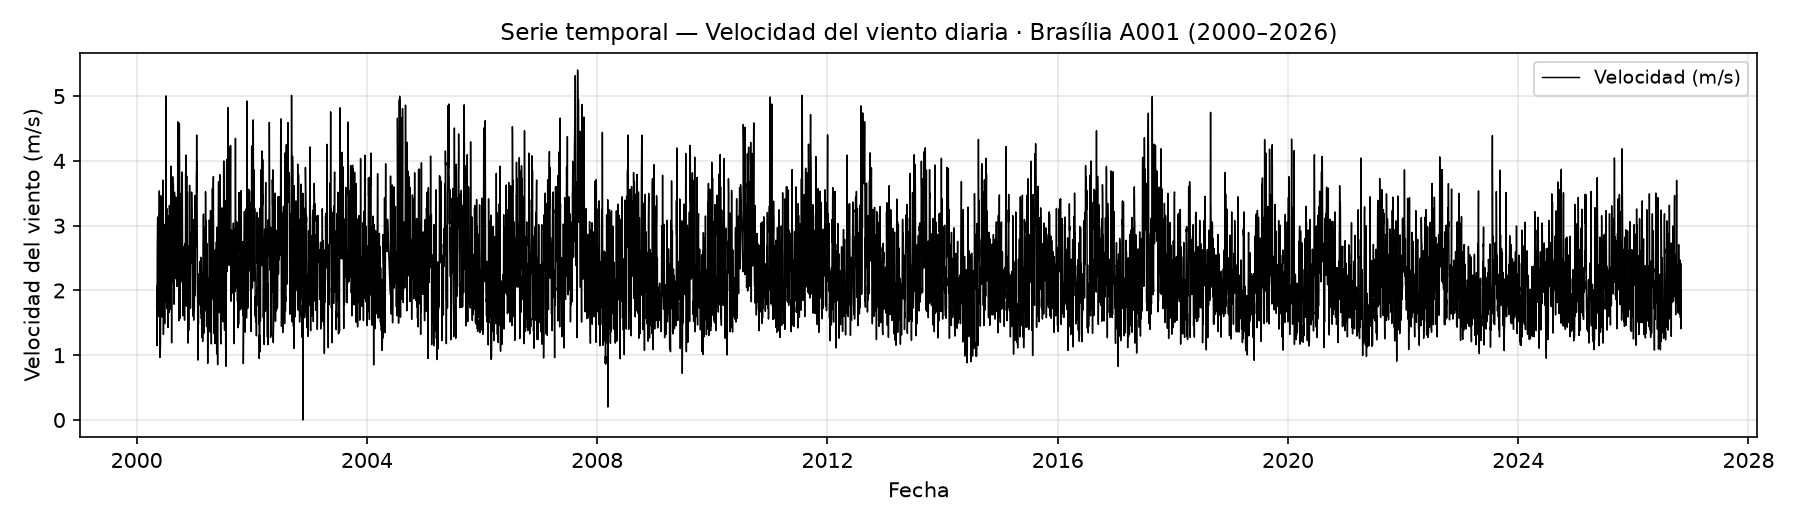 Serie temporal — Velocidad del viento diaria · Brasília A001 (2000–2026)
Velocidad (m/s)
Velocidad del viento (m/s)
5
4
3
2
1
0
2000 2004 2008 2012 2016 2020 2024 2028
Fecha